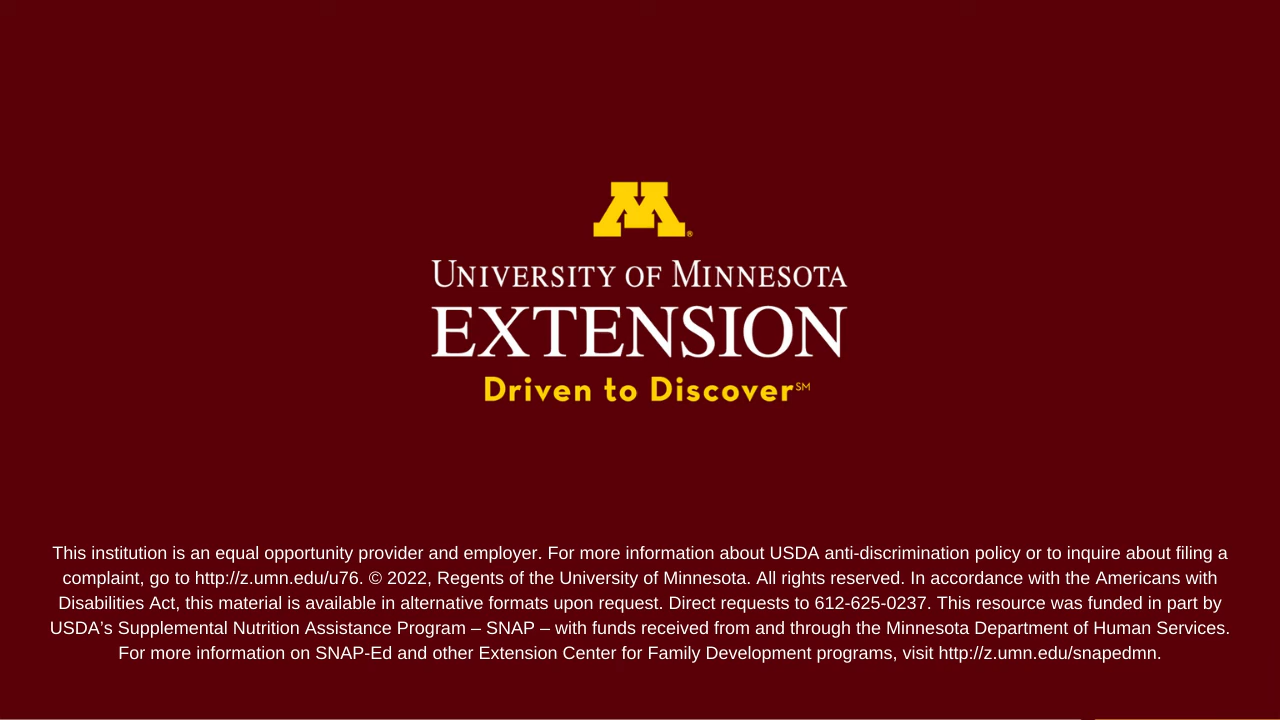 M®
UNIVERSITY OF MINNESOTA
EXTENSION
Driven to Discover℠
This institution is an equal opportunity provider and employer. For more information about USDA anti-discrimination policy or to inquire about filing a
complaint, go to http://z.umn.edu/u76. © 2022, Regents of the University of Minnesota. All rights reserved. In accordance with the Americans with
Disabilities Act, this material is available in alternative formats upon request. Direct requests to 612-625-0237. This resource was funded in part by
USDA’s Supplemental Nutrition Assistance Program – SNAP – with funds received from and through the Minnesota Department of Human Services.
For more information on SNAP-Ed and other Extension Center for Family Development programs, visit http://z.umn.edu/snapedmn.